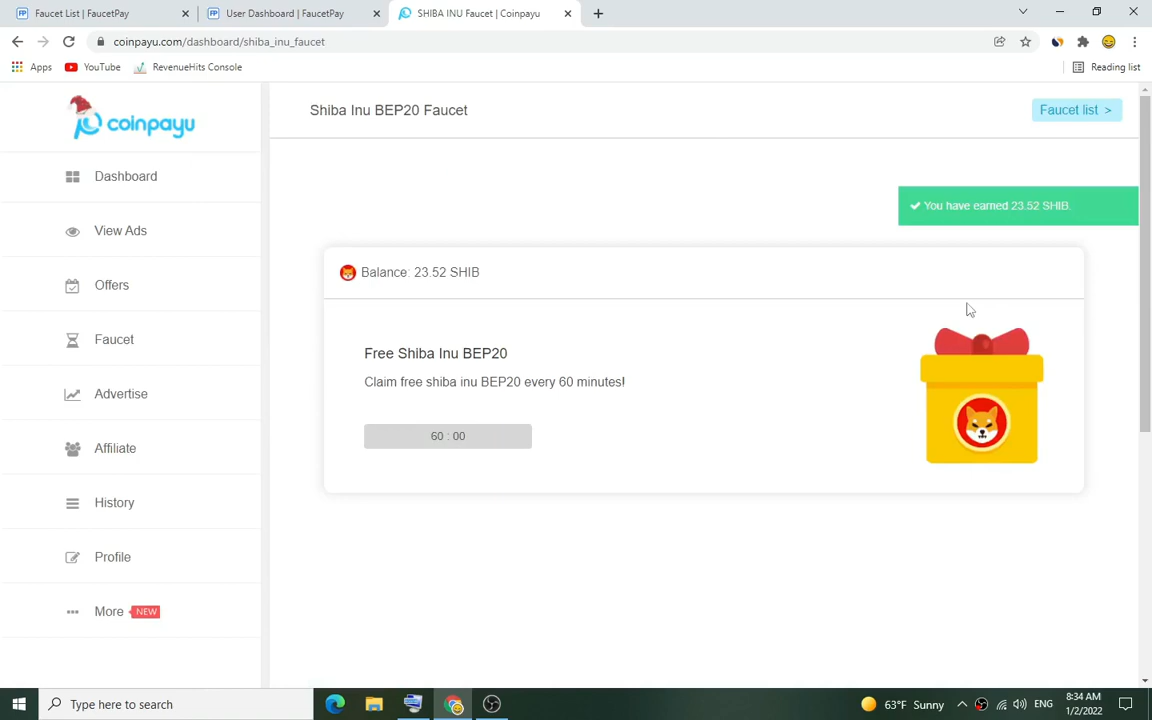 Faucet List | FaucetPay
User Dashboard | FaucetPay
SHIBA INU Faucet | Coinpayu
coinpayu.com/dashboard/shiba_inu_faucet
Apps
YouTube
RevenueHits Console
Reading list
coinpayu
Shiba Inu BEP20 Faucet
Faucet list >
Dashboard
You have earned 23.52 SHIB.
View Ads
Balance: 23.52 SHIB
Offers
Faucet
Free Shiba Inu BEP20
Claim free shiba inu BEP20 every 60 minutes!
Advertise
60 : 00
Affiliate
History
Profile
More NEW
Type here to search
63°F Sunny
ENG
8:34 AM
1/2/2022